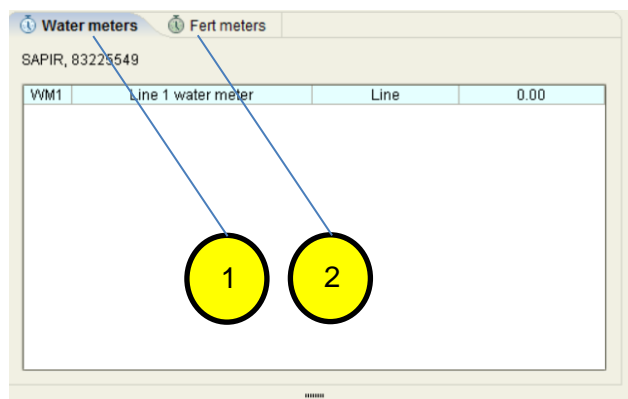 Water meters Fert meters
SAPIR, 83225549
WM1 Line 1 water meter Line 0.00
1 2